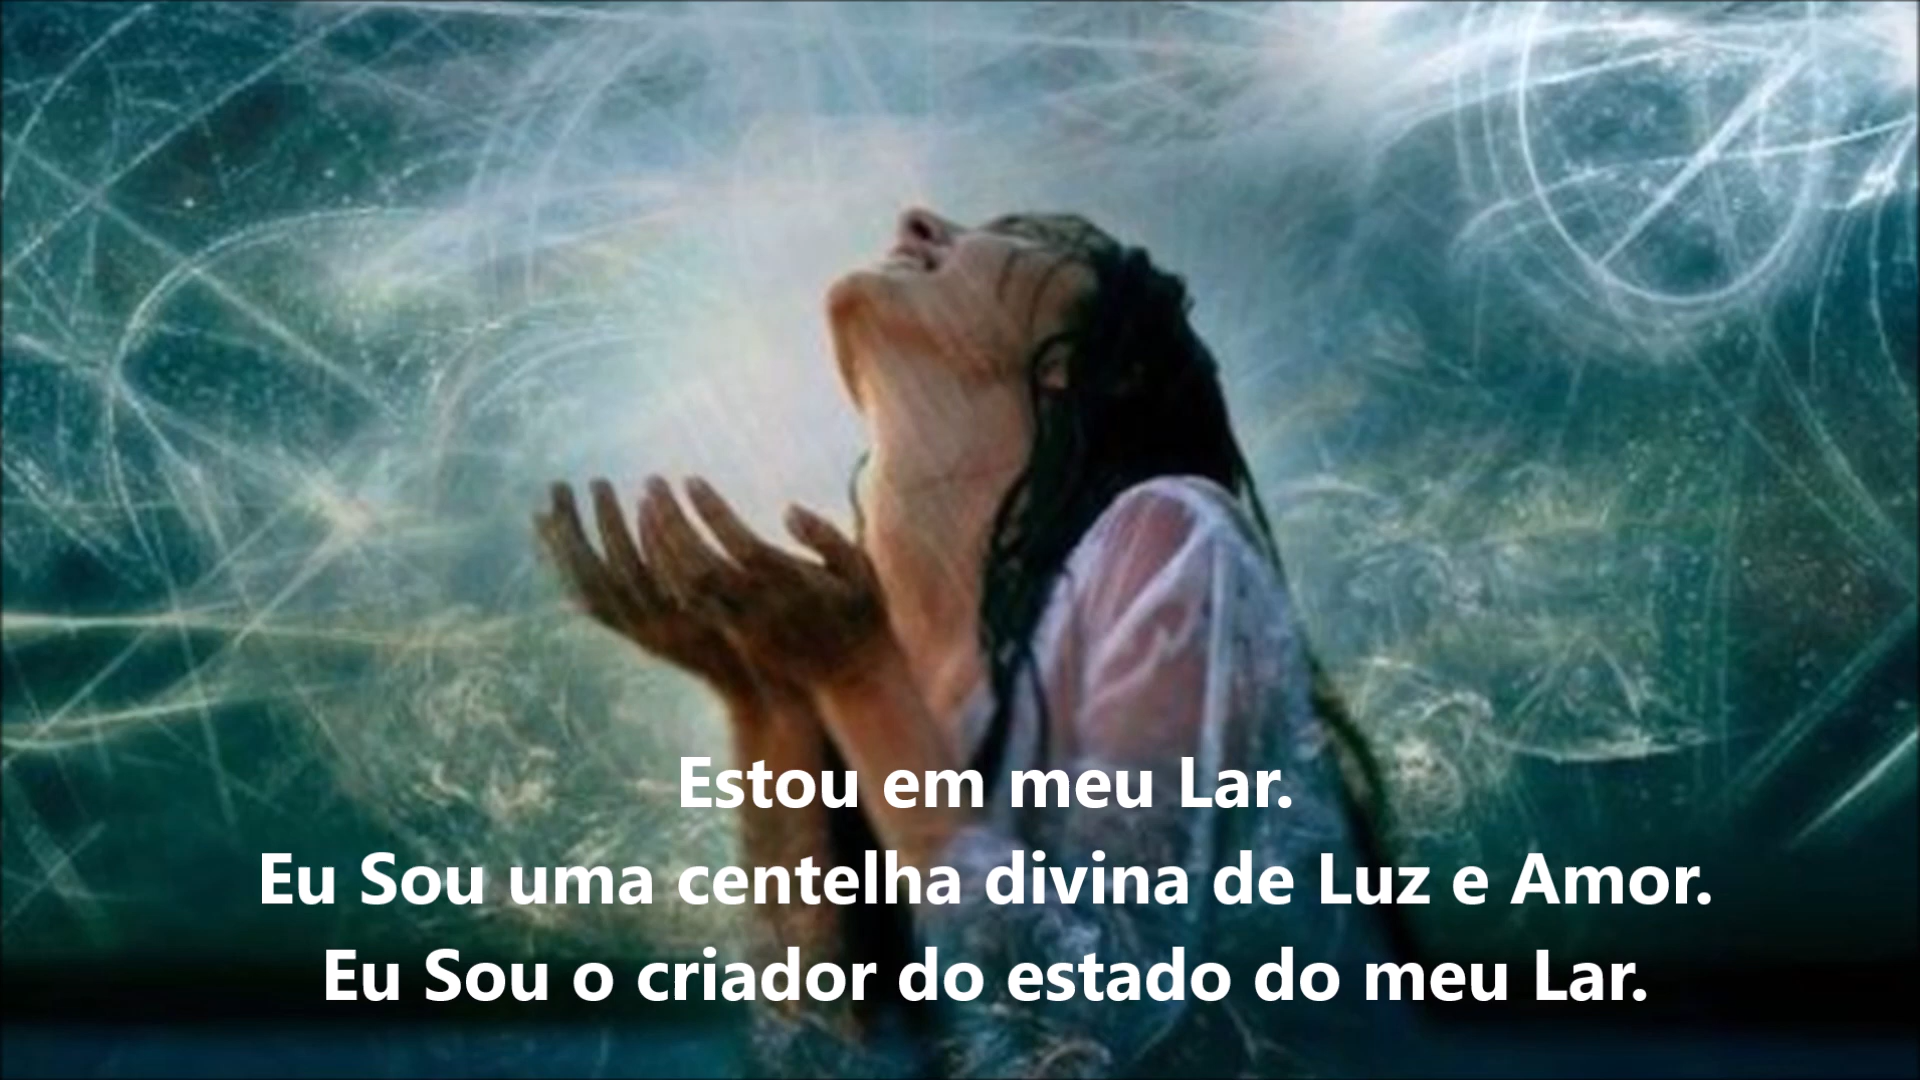 Estou em meu Lar.
Eu Sou uma centelha divina de Luz e Amor.
Eu Sou o criador do estado do meu Lar.